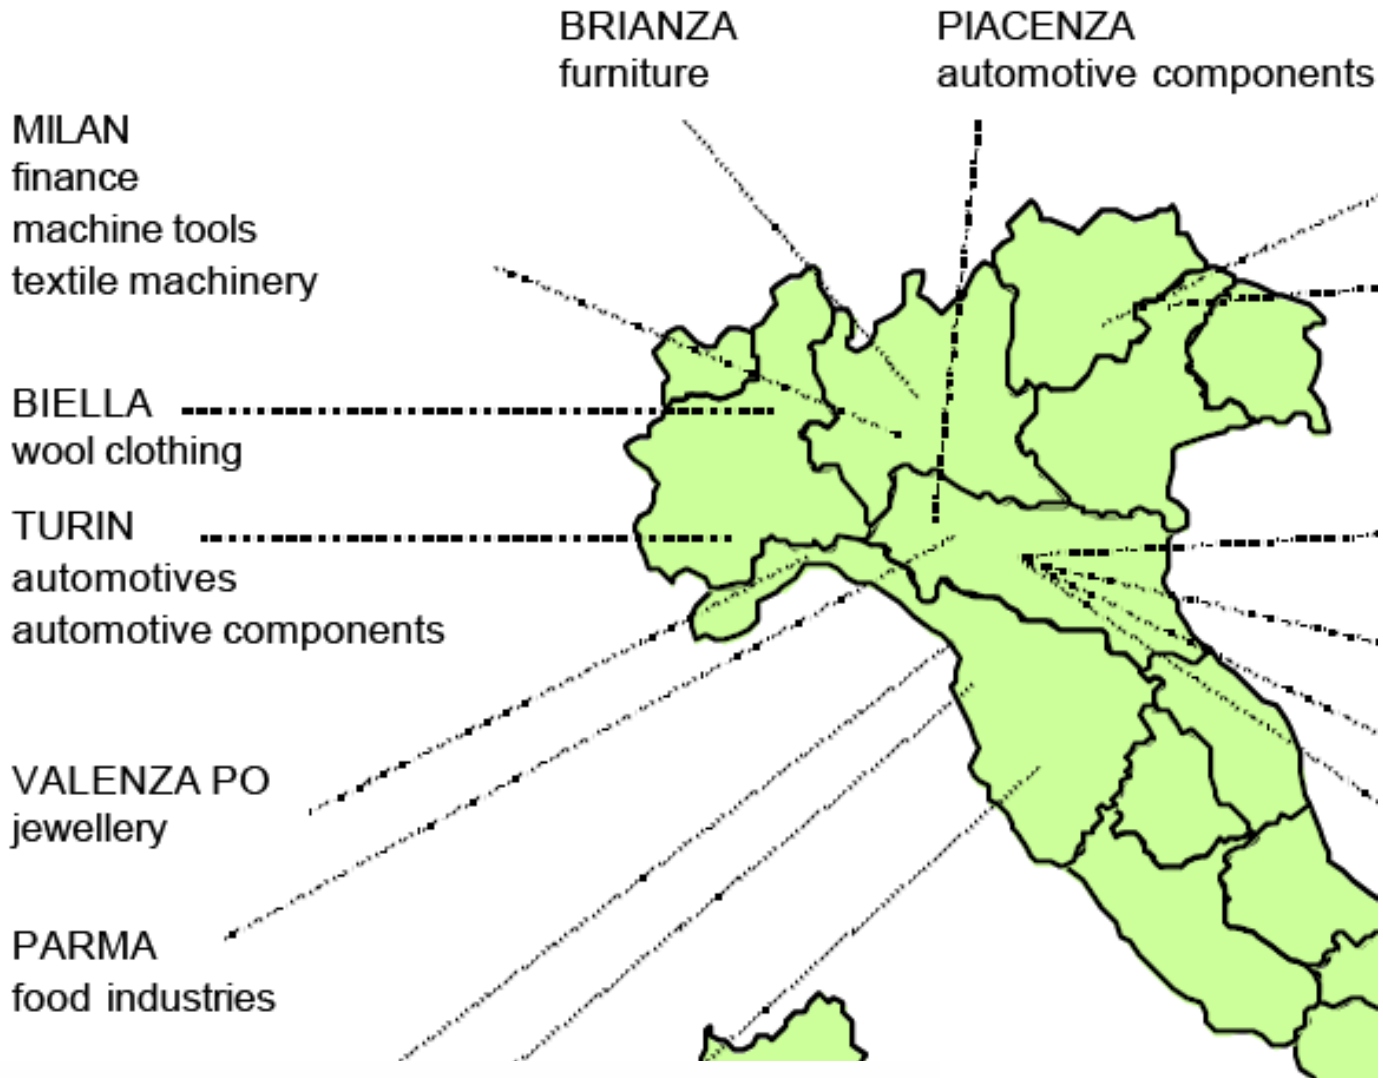 BRIANZA
furniture
PIACENZA
automotive components
MILAN
finance
machine tools
textile machinery
BIELLA
wool clothing
TURIN
automotives
automotive components
VALENZA PO
jewellery
PARMA
food industries